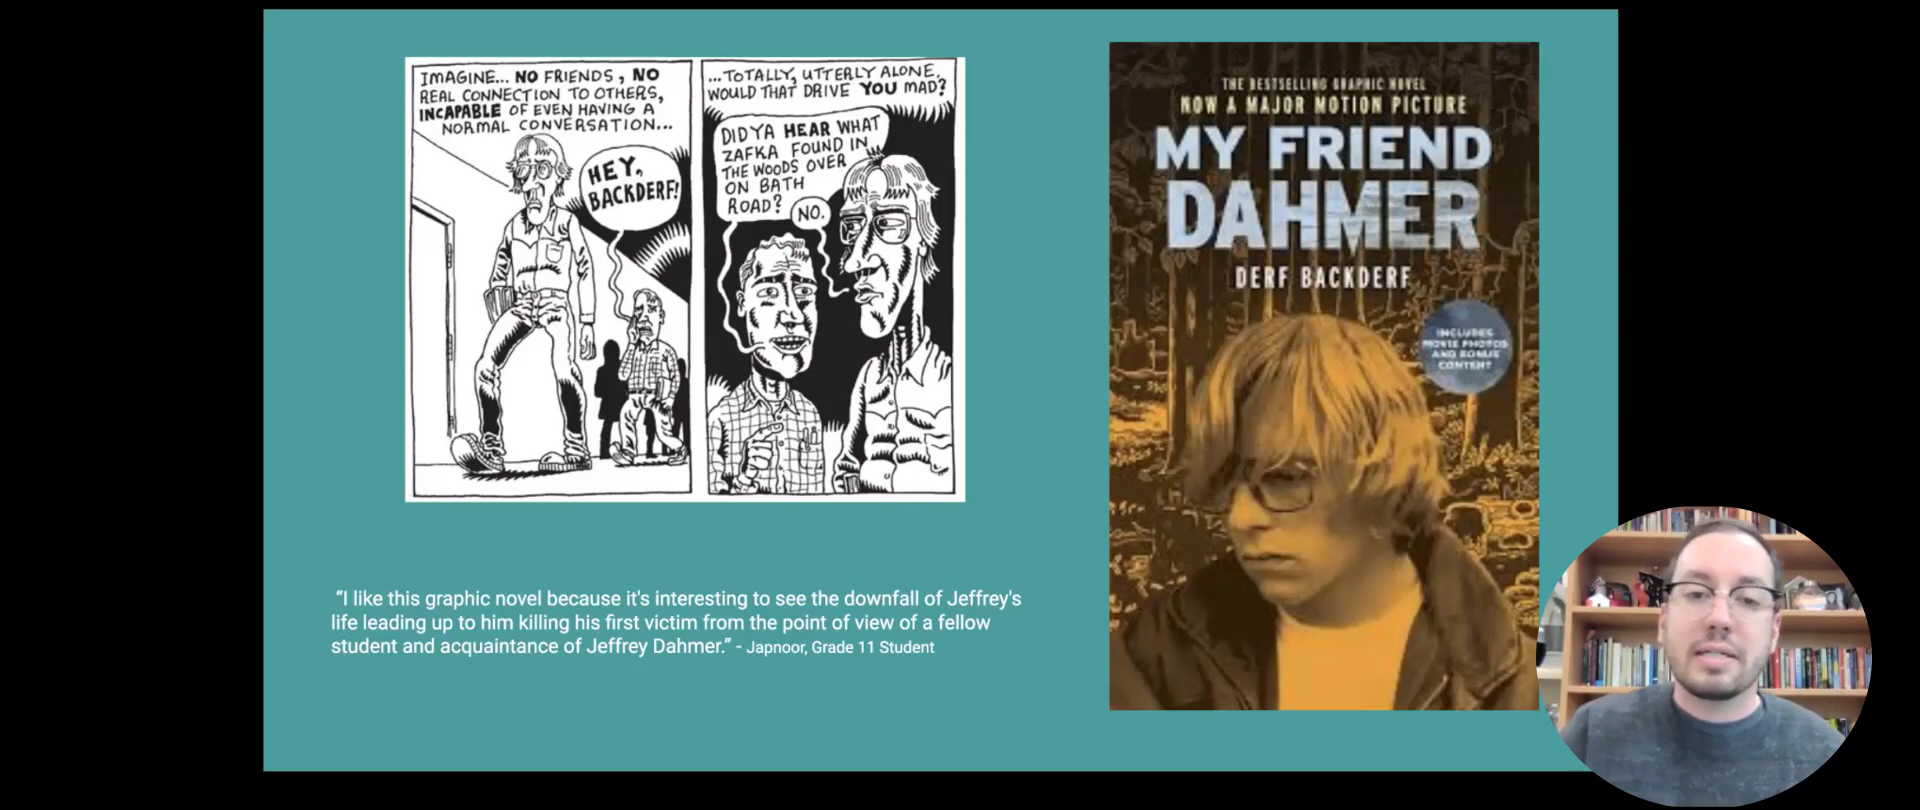 IMAGINE... NO FRIENDS, NO
REAL CONNECTION TO OTHERS,
INCAPABLE OF EVEN HAVING A
NORMAL CONVERSATION...
HEY,
BACKDERF!
...TOTALLY, UTTERLY ALONE.
WOULD THAT DRIVE YOU MAD?
DIDYA HEAR WHAT
ZAFKA FOUND IN
THE WOODS OVER
ON BATH
ROAD?
NO.
THE BESTSELLING GRAPHIC NOVEL
NOW A MAJOR MOTION PICTURE
MY FRIEND
DAHMER
DERF BACKDERF
INCLUDES
MOVIE PHOTOS
AND BONUS
CONTENT
“I like this graphic novel because it's interesting to see the downfall of Jeffrey's
life leading up to him killing his first victim from the point of view of a fellow
student and acquaintance of Jeffrey Dahmer.” - Japnoor, Grade 11 Student